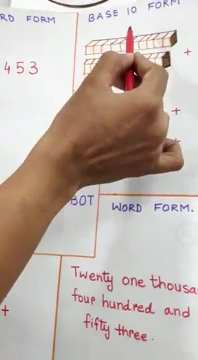 RD FORM
BASE 10 FORM
453
+
+
BOT
WORD FORM.
Twenty one thousa
four hundred and
fifty three.
+